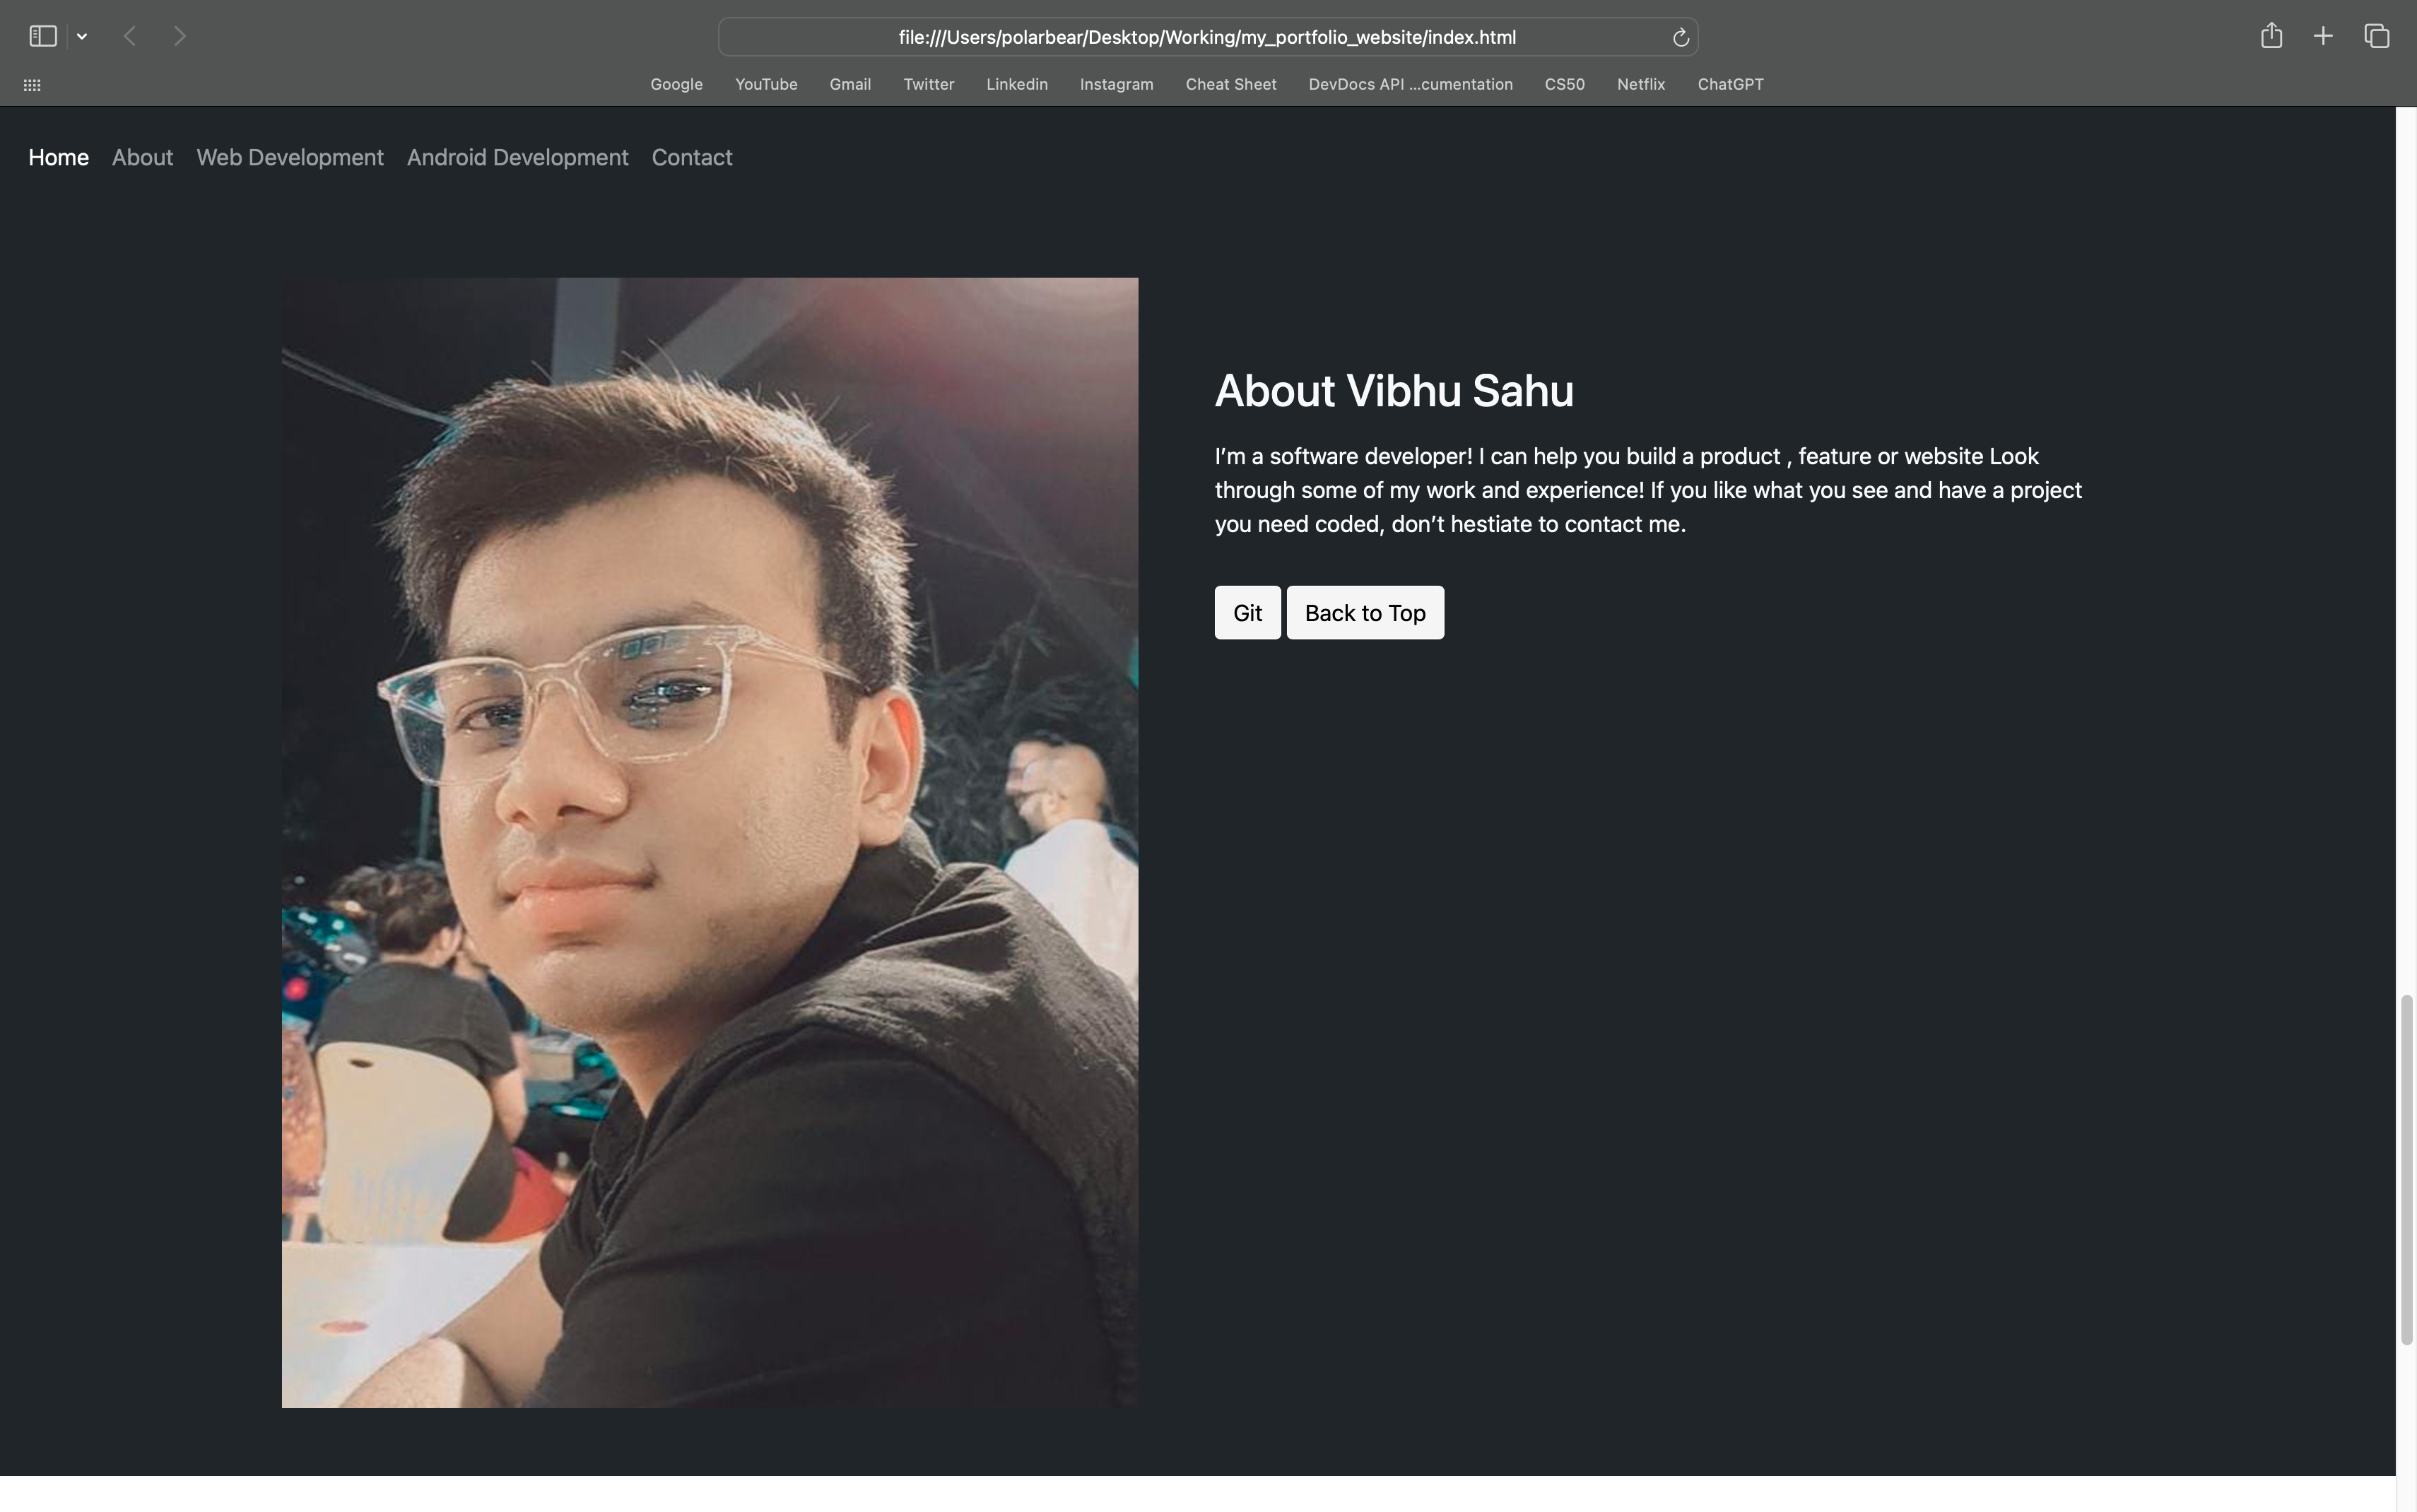 file:///Users/polarbear/Desktop/Working/my_portfolio_website/index.html
Google YouTube Gmail Twitter Linkedin Instagram Cheat Sheet DevDocs API ...cumentation CS50 Netflix ChatGPT
Home About Web Development Android Development Contact
About Vibhu Sahu
I’m a software developer! I can help you build a product , feature or website Look
through some of my work and experience! If you like what you see and have a project
you need coded, don’t hestiate to contact me.
Git Back to Top